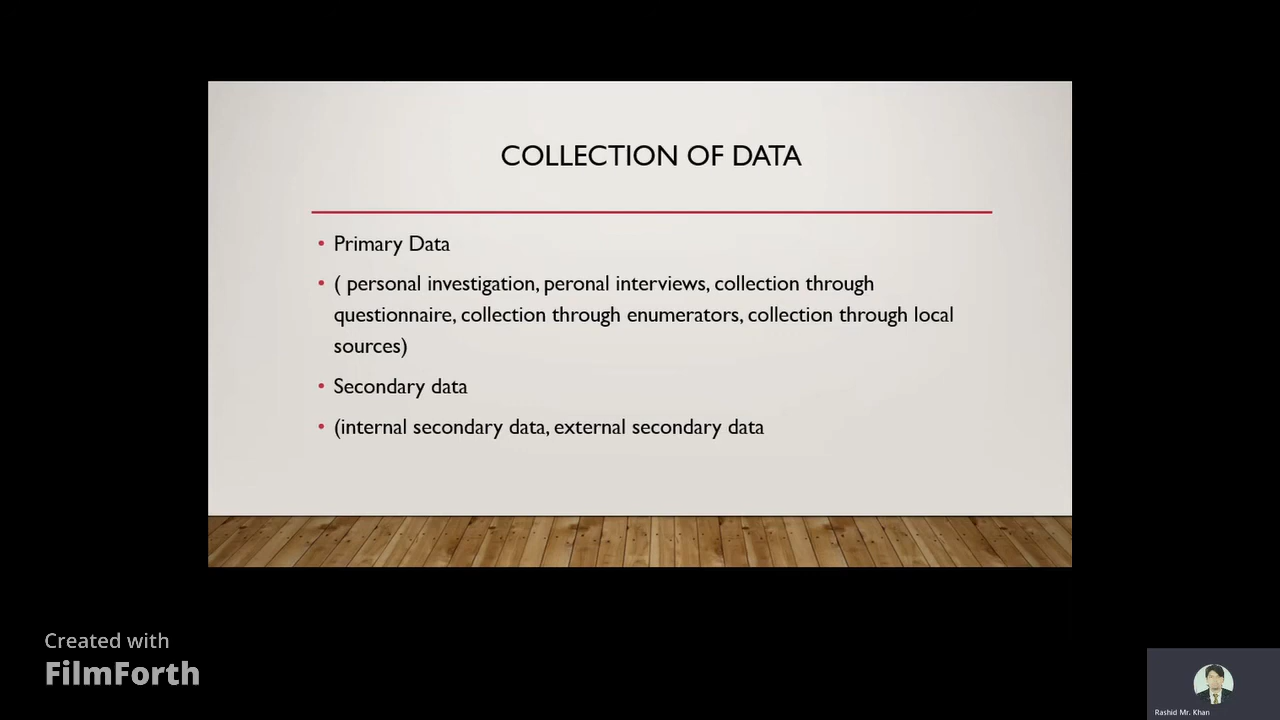 COLLECTION OF DATA
• Primary Data
• ( personal investigation, peronal interviews, collection through
questionnaire, collection through enumerators, collection through local
sources)
• Secondary data
• (internal secondary data, external secondary data
Created with
FilmForth
Rashid Mr. Khan